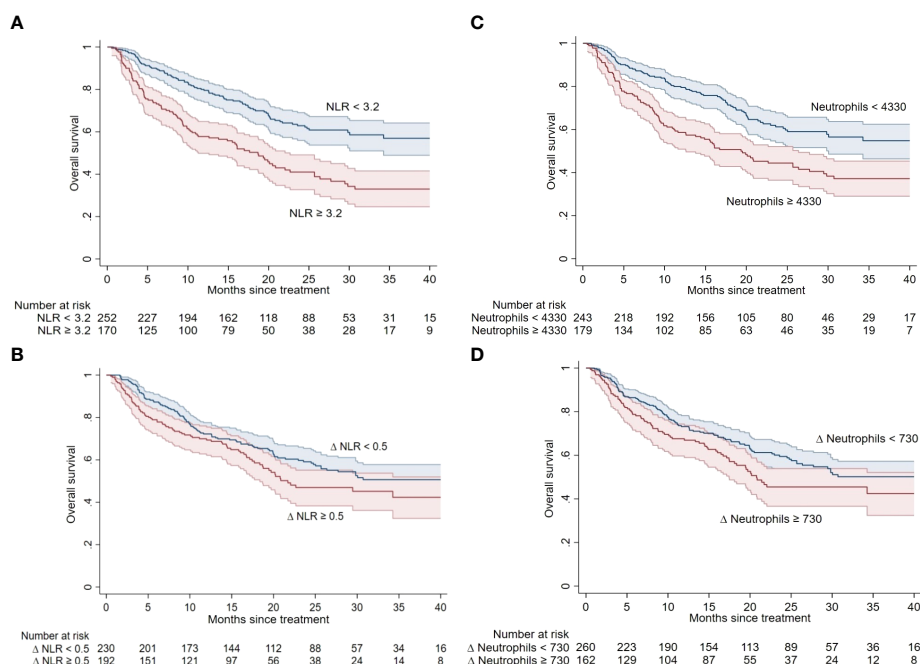 A
Overall survival
1
.8
.6
.4
.2
0
NLR < 3.2
NLR ≥ 3.2
0 5 10 15 20 25 30 35 40
Months since treatment
Number at risk
NLR < 3.2 252 227 194 162 118 88 53 31 15
NLR ≥ 3.2 170 125 100 79 50 38 28 17 9
C
Overall survival
1
.8
.6
.4
.2
0
Neutrophils < 4330
Neutrophils ≥ 4330
0 5 10 15 20 25 30 35 40
Months since treatment
Number at risk
Neutrophils < 4330 243 218 192 156 105 80 46 29 17
Neutrophils ≥ 4330 179 134 102 85 63 46 35 19 7
B
Overall survival
1
.8
.6
.4
.2
0
Δ NLR < 0.5
Δ NLR ≥ 0.5
0 5 10 15 20 25 30 35 40
Months since treatment
Number at risk
Δ NLR < 0.5 230 201 173 144 112 88 57 34 16
Δ NLR ≥ 0.5 192 151 121 97 56 38 24 14 8
D
Overall survival
1
.8
.6
.4
.2
0
Δ Neutrophils < 730
Δ Neutrophils ≥ 730
0 5 10 15 20 25 30 35 40
Months since treatment
Number at risk
Δ Neutrophils < 730 260 223 190 154 113 89 57 36 16
Δ Neutrophils ≥ 730 162 129 104 87 55 37 24 12 8